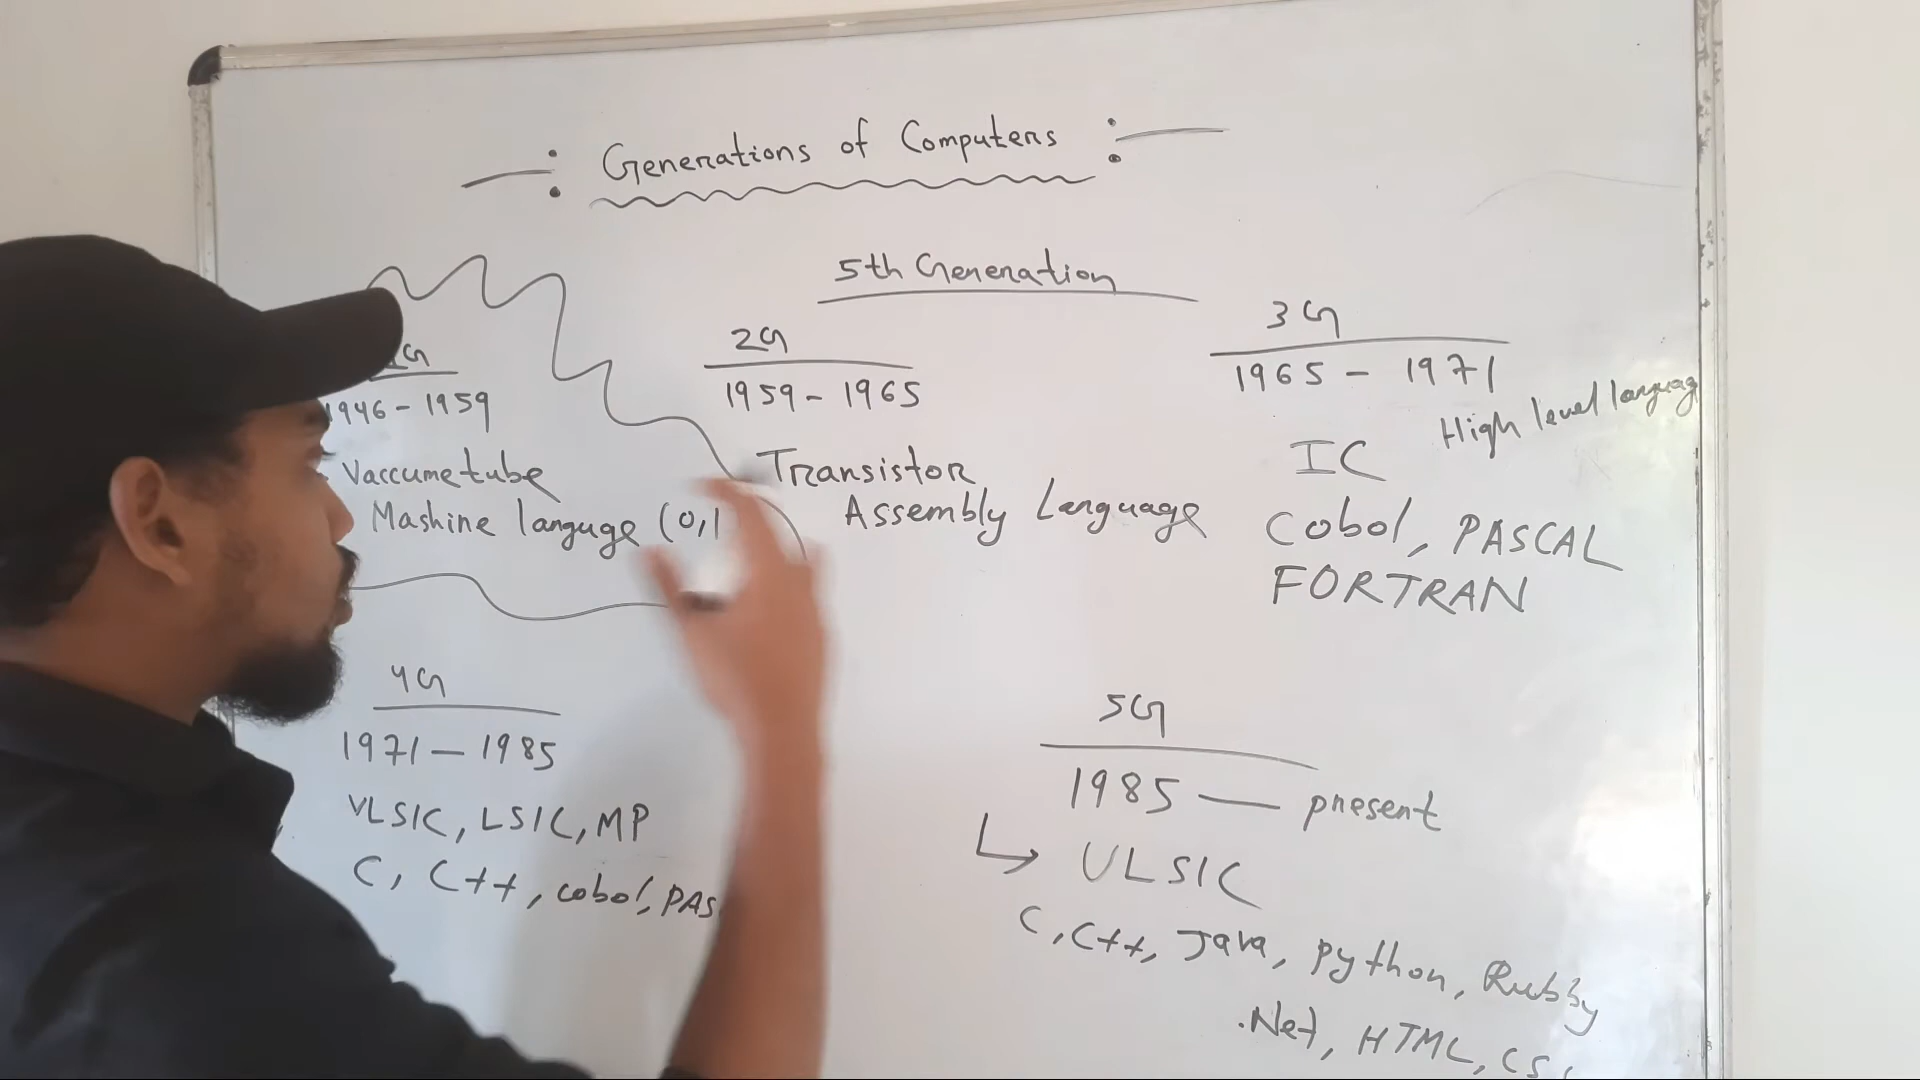 Generations of Computers
5th Generation
1G
1946 - 1959
Vaccumetube
Mashine languge (0,1
2G
1959 - 1965
Transistor
Assembly Language
3G
1965 - 1971
High level languag
IC
Cobol, PASCAL
FORTRAN
4G
1971 - 1985
VLSIC, LSIC, MP
C, C++, cobol, PAS
5G
1985 - present
ULSIC
C, C++, Java, python, Rubby
.Net, HTML, CS